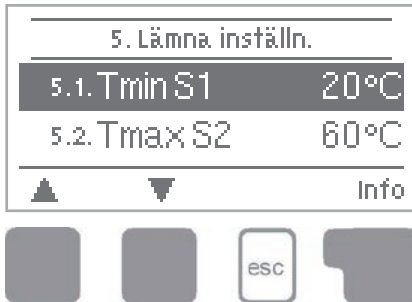 5. Lämna inställn.
5.1. Tmin S1 20°C
5.2. Tmax S2 60°C
Info
esc